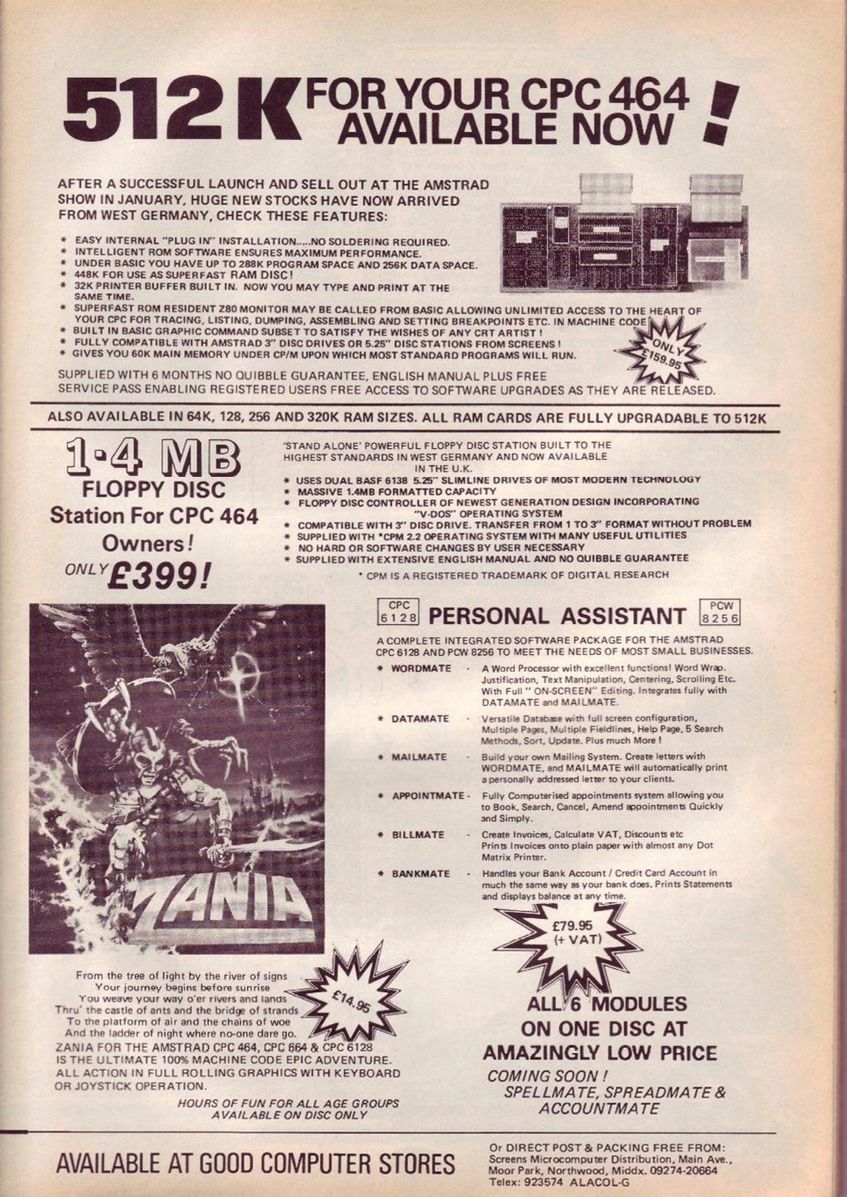 512K FOR YOUR CPC 464
AVAILABLE NOW !
AFTER A SUCCESSFUL LAUNCH AND SELL OUT AT THE AMSTRAD
SHOW IN JANUARY, HUGE NEW STOCKS HAVE NOW ARRIVED
FROM WEST GERMANY, CHECK THESE FEATURES:
* EASY INTERNAL "PLUG IN" INSTALLATION.....NO SOLDERING REQUIRED.
* INTELLIGENT ROM SOFTWARE ENSURES MAXIMUM PERFORMANCE.
* UNDER BASIC YOU HAVE UP TO 288K PROGRAM SPACE AND 256K DATA SPACE.
* 448K FOR USE AS SUPERFAST RAM DISC!
* 32K PRINTER BUFFER BUILT IN. NOW YOU MAY TYPE AND PRINT AT THE
SAME TIME.
* SUPERFAST ROM RESIDENT Z80 MONITOR MAY BE CALLED FROM BASIC ALLOWING UNLIMITED ACCESS TO THE HEART OF
YOUR CPC FOR TRACING, LISTING, DUMPING, ASSEMBLING AND SETTING BREAKPOINTS ETC. IN MACHINE CODE
* BUILT IN BASIC GRAPHIC COMMAND SUBSET TO SATISFY THE WISHES OF ANY CRT ARTIST !
* FULLY COMPATIBLE WITH AMSTRAD 3" DISC DRIVES OR 5.25" DISC STATIONS FROM SCREENS !
* GIVES YOU 60K MAIN MEMORY UNDER CP/M UPON WHICH MOST STANDARD PROGRAMS WILL RUN.
ONLY
£159.95
SUPPLIED WITH 6 MONTHS NO QUIBBLE GUARANTEE, ENGLISH MANUAL PLUS FREE
SERVICE PASS ENABLING REGISTERED USERS FREE ACCESS TO SOFTWARE UPGRADES AS THEY ARE RELEASED.
ALSO AVAILABLE IN 64K, 128, 256 AND 320K RAM SIZES. ALL RAM CARDS ARE FULLY UPGRADABLE TO 512K
1·4 MB
FLOPPY DISC
Station For CPC 464
Owners!
ONLY £399!
'STAND ALONE' POWERFUL FLOPPY DISC STATION BUILT TO THE
HIGHEST STANDARDS IN WEST GERMANY AND NOW AVAILABLE
IN THE U.K.
* USES DUAL BASF 6138 5.25" SLIMLINE DRIVES OF MOST MODERN TECHNOLOGY
* MASSIVE 1.4MB FORMATTED CAPACITY
* FLOPPY DISC CONTROLLER OF NEWEST GENERATION DESIGN INCORPORATING
"V-DOS" OPERATING SYSTEM
* COMPATIBLE WITH 3" DISC DRIVE. TRANSFER FROM 1 TO 3" FORMAT WITHOUT PROBLEM
* SUPPLIED WITH *CPM 2.2 OPERATING SYSTEM WITH MANY USEFUL UTILITIES
* NO HARD OR SOFTWARE CHANGES BY USER NECESSARY
* SUPPLIED WITH EXTENSIVE ENGLISH MANUAL AND NO QUIBBLE GUARANTEE
* CPM IS A REGISTERED TRADEMARK OF DIGITAL RESEARCH
ZANIA
From the tree of light by the river of signs
Your journey begins before sunrise
You weave your way o'er rivers and lands
Thru' the castle of ants and the bridge of strands
To the platform of air and the chains of woe
And the ladder of night where no-one dare go.
£14.95
ZANIA FOR THE AMSTRAD CPC 464, CPC 664 & CPC 6128
IS THE ULTIMATE 100% MACHINE CODE EPIC ADVENTURE.
ALL ACTION IN FULL ROLLING GRAPHICS WITH KEYBOARD
OR JOYSTICK OPERATION.
HOURS OF FUN FOR ALL AGE GROUPS
AVAILABLE ON DISC ONLY
CPC
6128
PERSONAL ASSISTANT
PCW
8256
A COMPLETE INTEGRATED SOFTWARE PACKAGE FOR THE AMSTRAD
CPC 6128 AND PCW 8256 TO MEET THE NEEDS OF MOST SMALL BUSINESSES.
* WORDMATE - A Word Processor with excellent functions! Word Wrap.
Justification, Text Manipulation, Centering, Scrolling Etc.
With Full " ON-SCREEN" Editing. Integrates fully with
DATAMATE and MAILMATE.
* DATAMATE - Versatile Database with full screen configuration,
Multiple Pages, Multiple Fieldlines, Help Page, 5 Search
Methods, Sort, Update. Plus much More !
* MAILMATE - Build your own Mailing System. Create letters with
WORDMATE, and MAILMATE will automatically print
a personally addressed letter to your clients.
* APPOINTMATE - Fully Computerised appointments system allowing you
to Book, Search, Cancel, Amend appointments Quickly
and Simply.
* BILLMATE - Create Invoices, Calculate VAT, Discounts etc
Prints Invoices onto plain paper with almost any Dot
Matrix Printer.
* BANKMATE - Handles your Bank Account / Credit Card Account in
much the same way as your bank does. Prints Statements
and displays balance at any time.
£79.95
(+ VAT)
ALL 6 MODULES
ON ONE DISC AT
AMAZINGLY LOW PRICE
COMING SOON !
SPELLMATE, SPREADMATE &
ACCOUNTMATE
AVAILABLE AT GOOD COMPUTER STORES
Or DIRECT POST & PACKING FREE FROM:
Screens Microcomputer Distribution, Main Ave.,
Moor Park, Northwood, Middx. 09274-20664
Telex: 923574 ALACOL-G